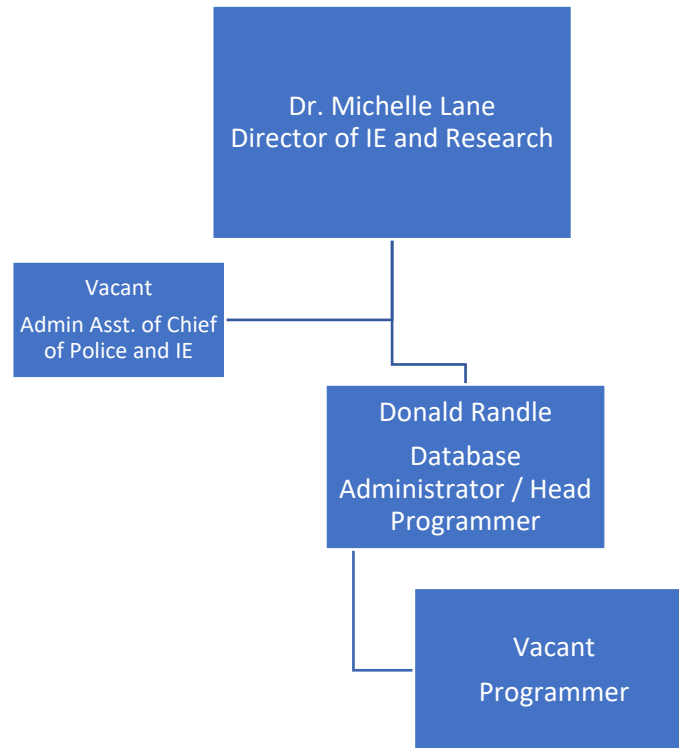 Dr. Michelle Lane
Director of IE and Research
Vacant
Admin Asst. of Chief
of Police and IE
Donald Randle
Database
Administrator / Head
Programmer
Vacant
Programmer